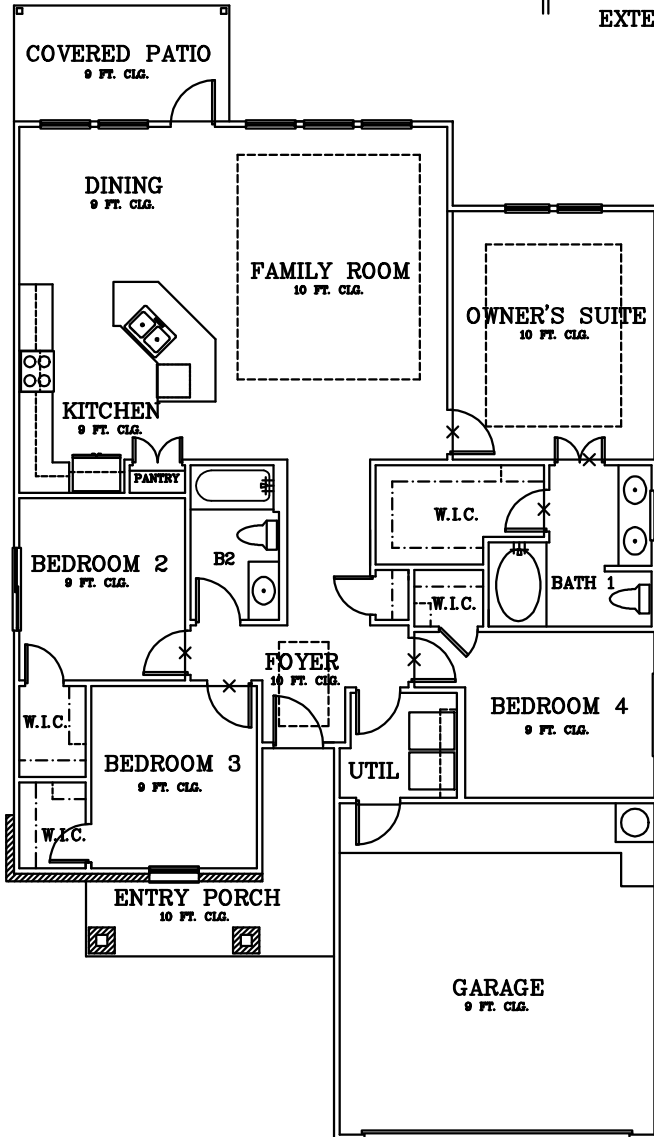 EXTE
COVERED PATIO
9 FT. CLG.
DINING
9 FT. CLG.
FAMILY ROOM
10 FT. CLG.
OWNER'S SUITE
10 FT. CLG.
KITCHEN
9 FT. CLG.
PANTRY
W.I.C.
B2
BEDROOM 2
9 FT. CLG.
BATH 1
W.I.C.
FOYER
10 FT. CLG.
W.I.C.
BEDROOM 4
9 FT. CLG.
BEDROOM 3
9 FT. CLG.
UTIL
W.I.C.
ENTRY PORCH
10 FT. CLG.
GARAGE
9 FT. CLG.